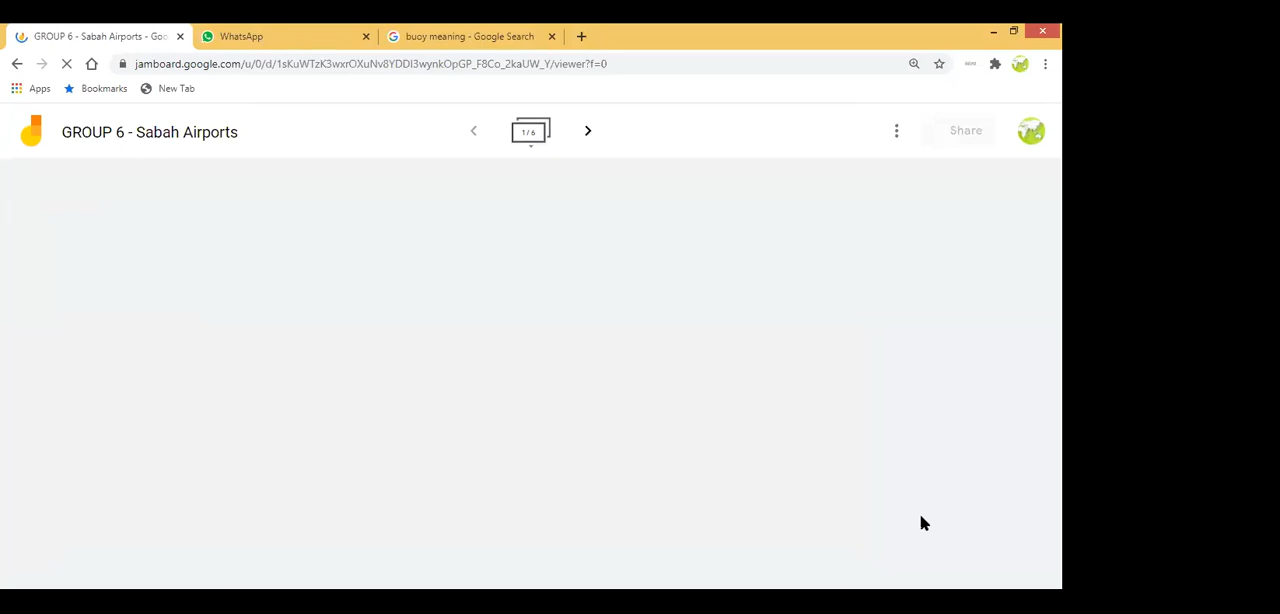 GROUP 6 - Sabah Airports - Goo
WhatsApp
buoy meaning - Google Search
jamboard.google.com/u/0/d/1sKuWTzK3wxrOXuNv8YDDI3wynkOpGP_F8Co_2kaUW_Y/viewer?f=0
Apps
Bookmarks
New Tab
GROUP 6 - Sabah Airports
1 / 6
Share